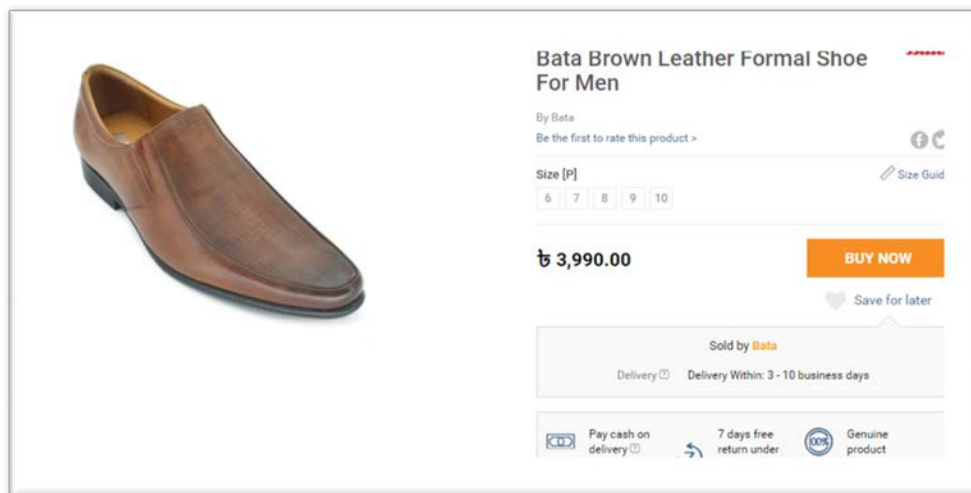 Bata Brown Leather Formal Shoe
For Men
By Bata
Be the first to rate this product >
Size [P]
Size Guid
6 7 8 9 10
৳ 3,990.00
BUY NOW
Save for later
Sold by Bata
Delivery Delivery Within: 3 - 10 business days
Pay cash on
delivery
7 days free
return under
100%
Genuine
product